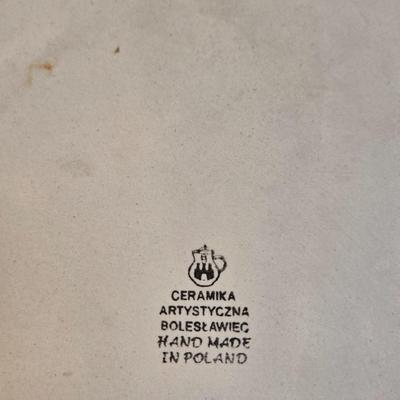 CERAMIKA
ARTYSTYCZNA
BOLESŁAWIEC
HAND MADE
IN POLAND